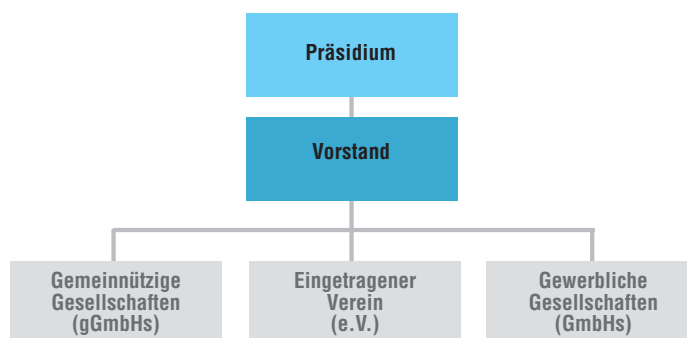 Präsidium
Vorstand
Gemeinnützige
Gesellschaften
(gGmbHs)
Eingetragener
Verein
(e.V.)
Gewerbliche
Gesellschaften
(GmbHs)